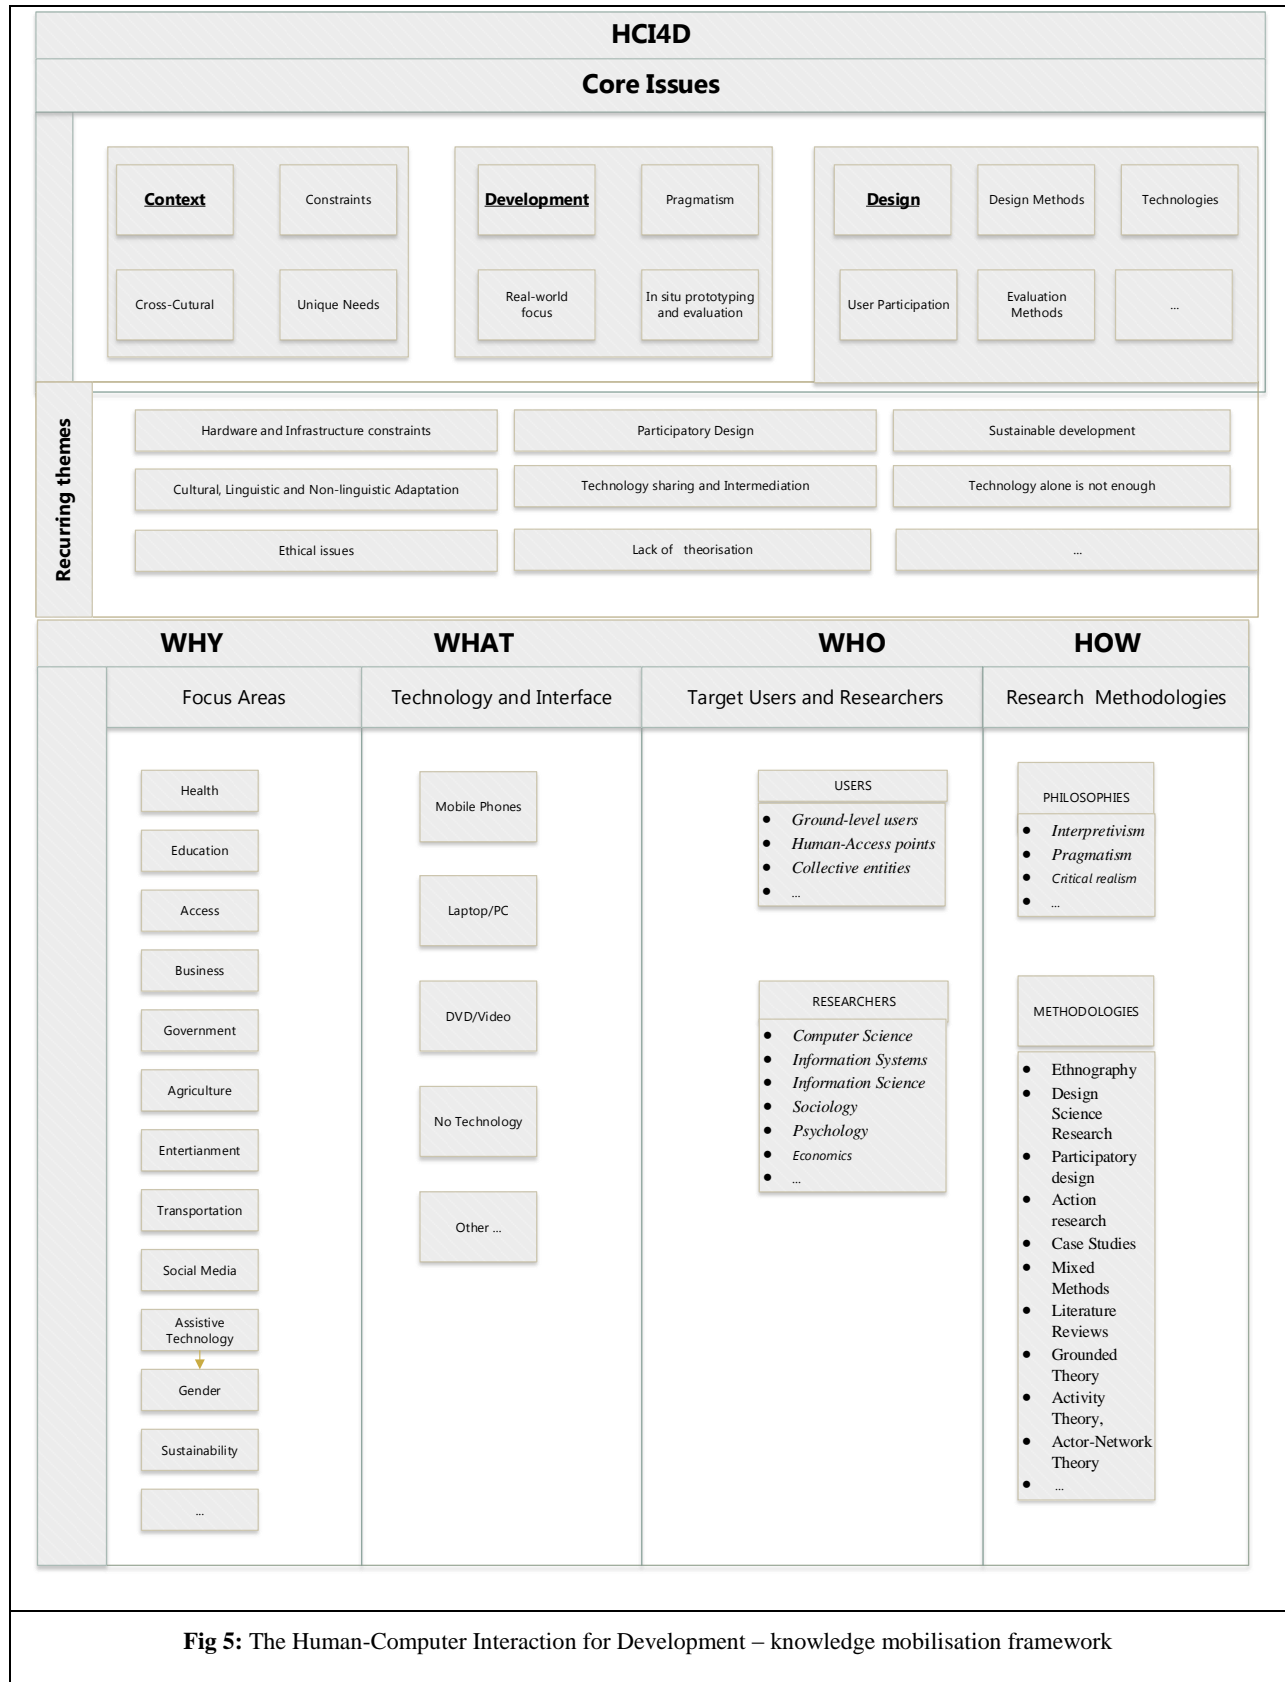 HCI4D
Core Issues
Context
Constraints
Cross-Cutural
Unique Needs
Development
Pragmatism
Real-world
focus
In situ prototyping
and evaluation
Design
Design Methods
Technologies
User Participation
Evaluation
Methods
...
Recurring themes
Hardware and Infrastructure constraints
Participatory Design
Sustainable development
Cultural, Linguistic and Non-linguistic Adaptation
Technology sharing and Intermediation
Technology alone is not enough
Ethical issues
Lack of theorisation
...
WHY
WHAT
WHO
HOW
Focus Areas
Technology and Interface
Target Users and Researchers
Research Methodologies
Health
Education
Access
Business
Government
Agriculture
Entertianment
Transportation
Social Media
Assistive
Technology
Gender
Sustainability
...
Mobile Phones
Laptop/PC
DVD/Video
No Technology
Other ...
USERS
● Ground-level users
● Human-Access points
● Collective entities
● ...
RESEARCHERS
● Computer Science
● Information Systems
● Information Science
● Sociology
● Psychology
● Economics
● ...
PHILOSOPHIES
● Interpretivism
● Pragmatism
● Critical realism
● ...
METHODOLOGIES
● Ethnography
● Design
Science
Research
● Participatory
design
● Action
research
● Case Studies
● Mixed
Methods
● Literature
Reviews
● Grounded
Theory
● Activity
Theory,
● Actor-Network
Theory
● ...
Fig 5: The Human-Computer Interaction for Development – knowledge mobilisation framework